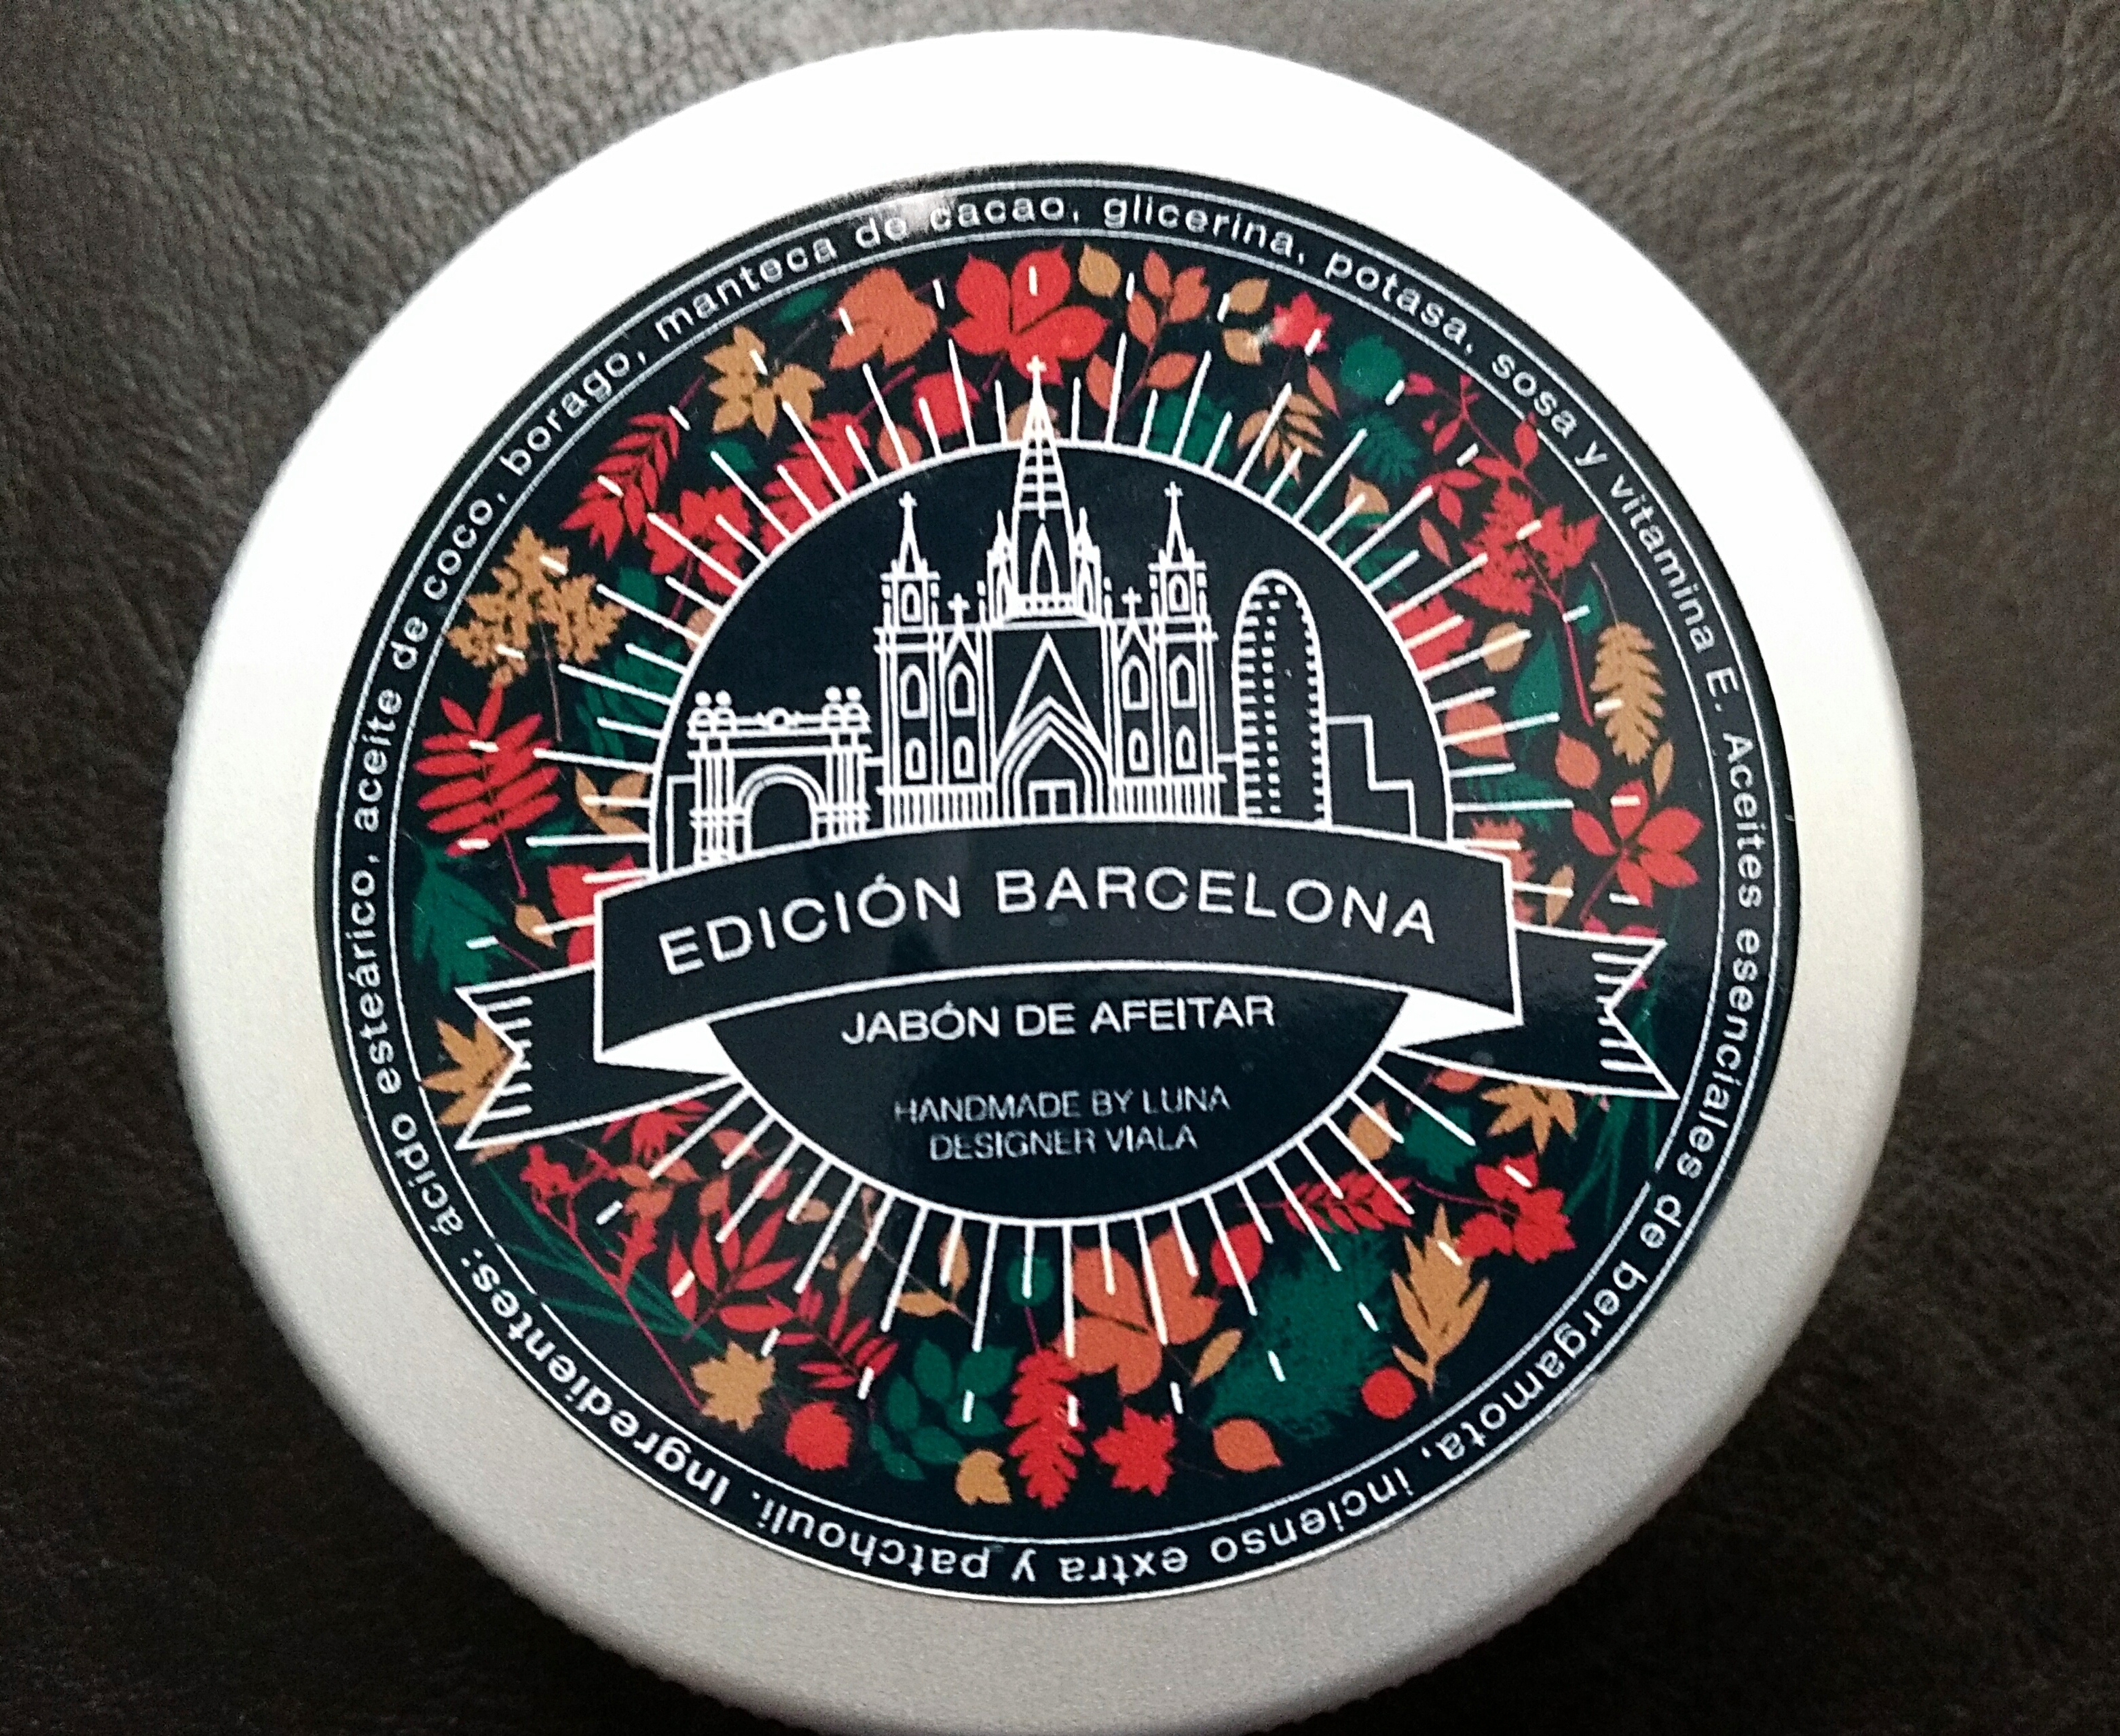 EDICIÓN BARCELONA
JABÓN DE AFEITAR
HANDMADE BY LUNA
DESIGNER VIALA
Ingredientes: ácido esteárico, aceite de coco, borago, manteca de cacao, glicerina, potasa, sosa y vitamina E. Aceites esenciales de bergamota, incienso extra y patchouli.